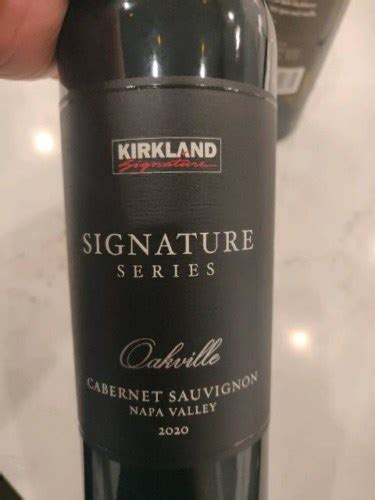 KIRKLAND
Signature
SIGNATURE
SERIES
Oakville
CABERNET SAUVIGNON
NAPA VALLEY
2020